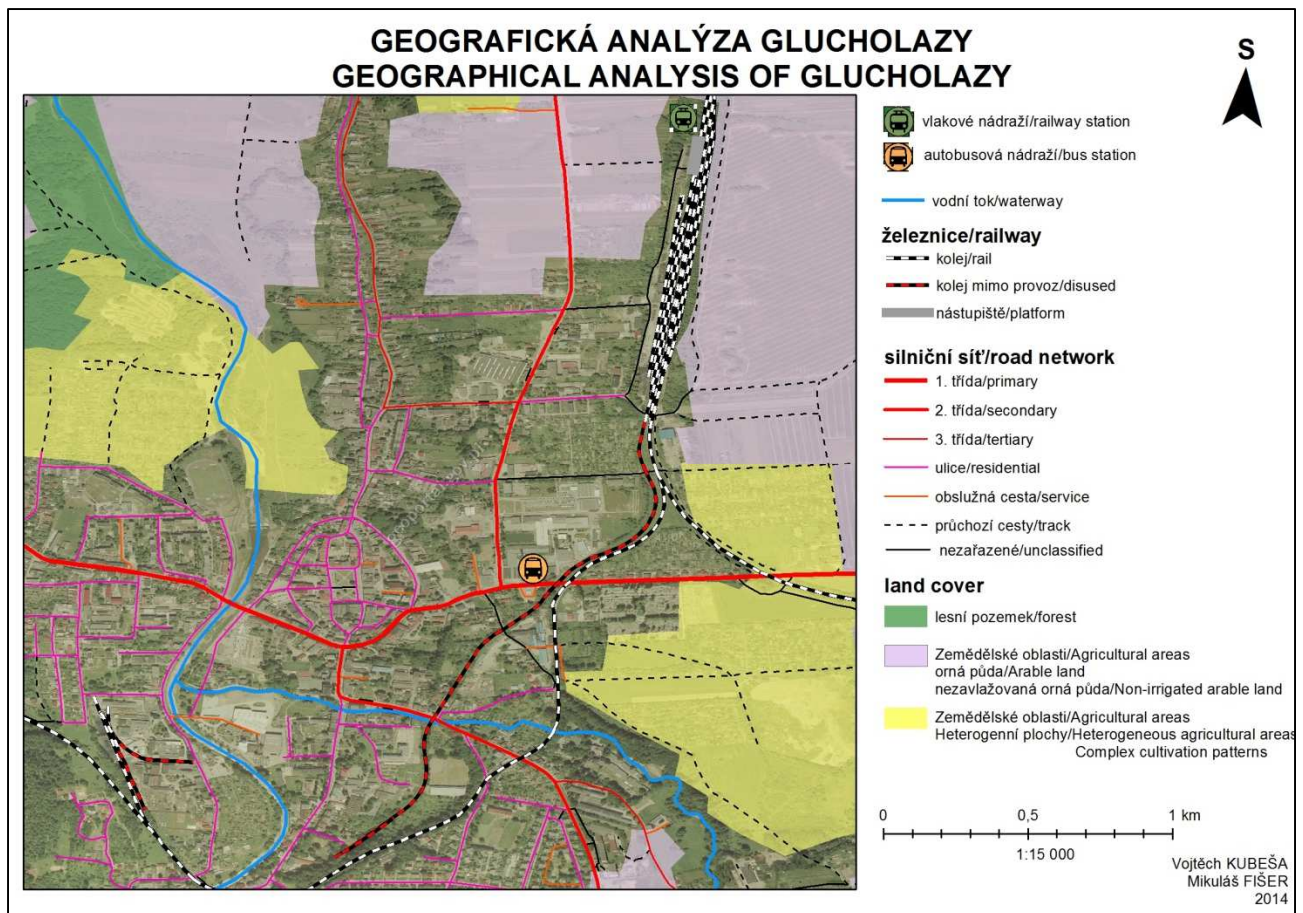 GEOGRAFICKÁ ANALÝZA GLUCHOLAZY
GEOGRAPHICAL ANALYSIS OF GLUCHOLAZY
S
vlakové nádraží/railway station
autobusová nádraží/bus station
vodní tok/waterway
železnice/railway
kolej/rail
kolej mimo provoz/disused
nástupiště/platform
silniční síť/road network
1. třída/primary
2. třída/secondary
3. třída/tertiary
ulice/residential
obslužná cesta/service
průchozí cesty/track
nezařazené/unclassified
land cover
lesní pozemek/forest
Zemědělské oblasti/Agricultural areas
orná půda/Arable land
nezavlažovaná orná půda/Non-irrigated arable land
Zemědělské oblasti/Agricultural areas
Heterogenní plochy/Heterogeneous agricultural areas
Complex cultivation patterns
0 0,5 1 km
1:15 000
Vojtěch KUBEŠA
Mikuláš FIŠER
2014